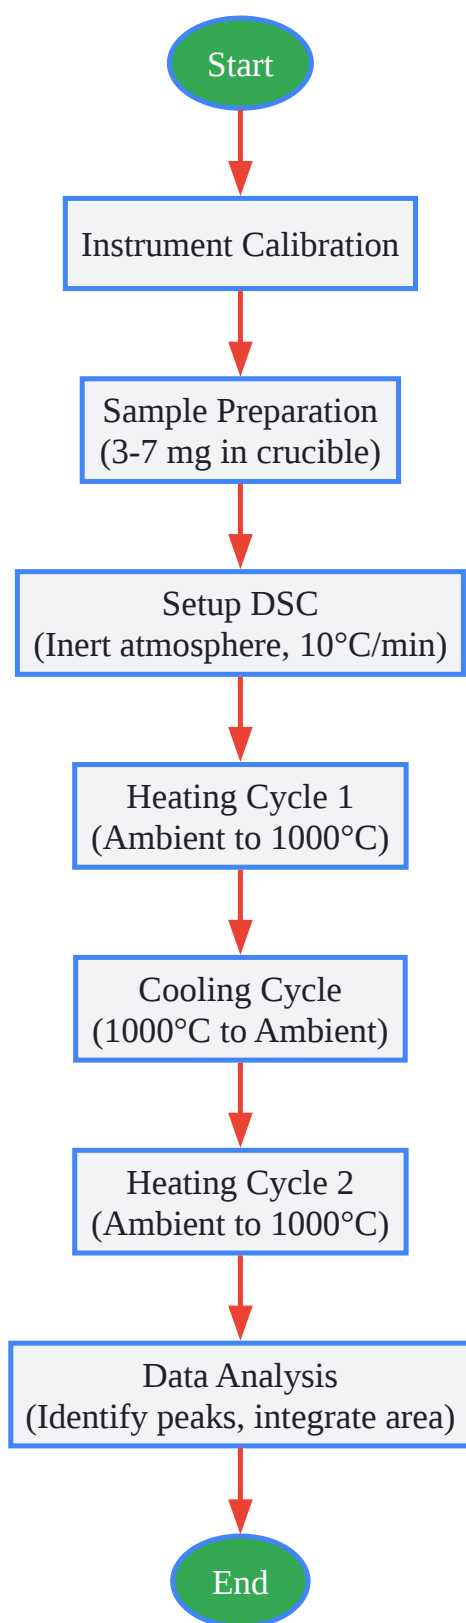 Start
Instrument Calibration
Sample Preparation
(3-7 mg in crucible)
Setup DSC
(Inert atmosphere, 10°C/min)
Heating Cycle 1
(Ambient to 1000°C)
Cooling Cycle
(1000°C to Ambient)
Heating Cycle 2
(Ambient to 1000°C)
Data Analysis
(Identify peaks, integrate area)
End